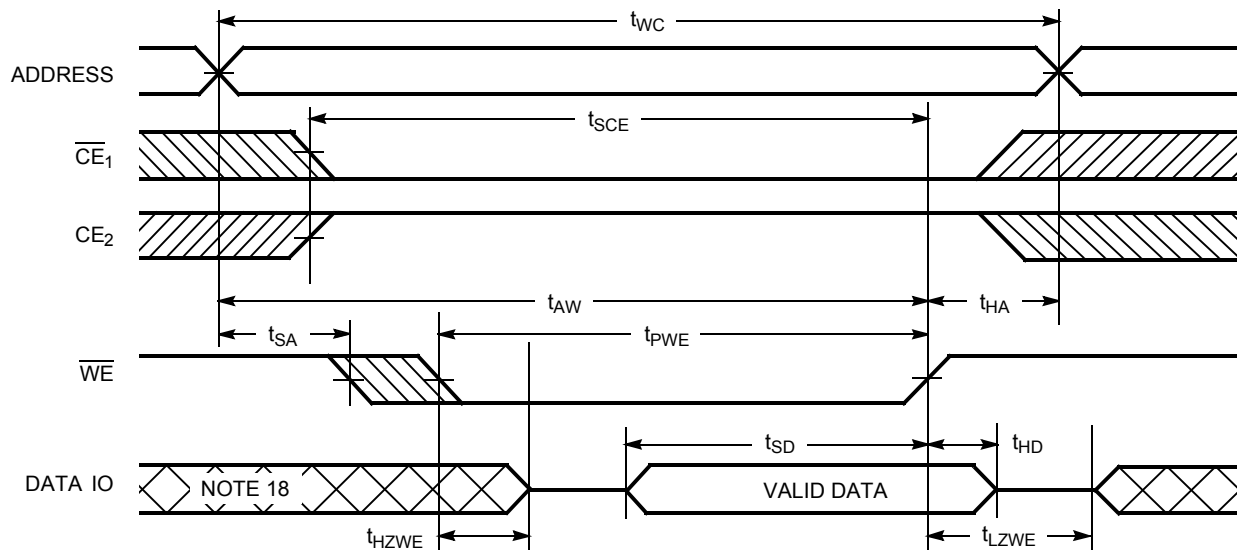 tWC
ADDRESS
tSCE
CE1
CE2
tAW
tHA
tSA
tPWE
WE
tSD
tHD
DATA IO
NOTE 18
VALID DATA
tHZWE
tLZWE